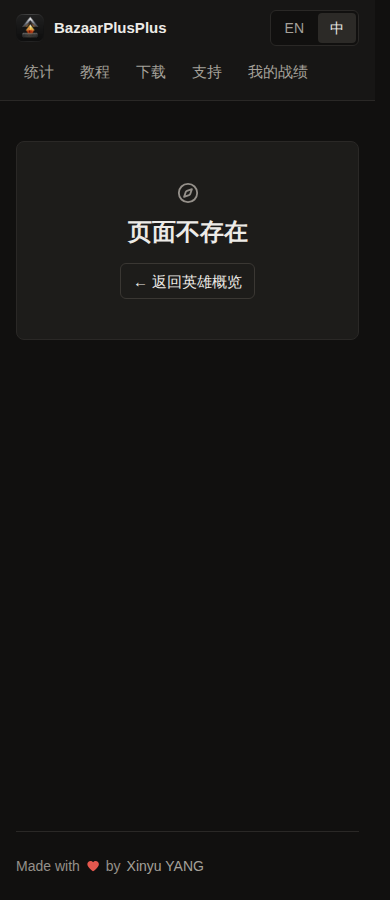 BazaarPlusPlus
EN 中
统计 教程 下载 支持 我的战绩
页面不存在
← 返回英雄概览
Made with ❤ by Xinyu YANG